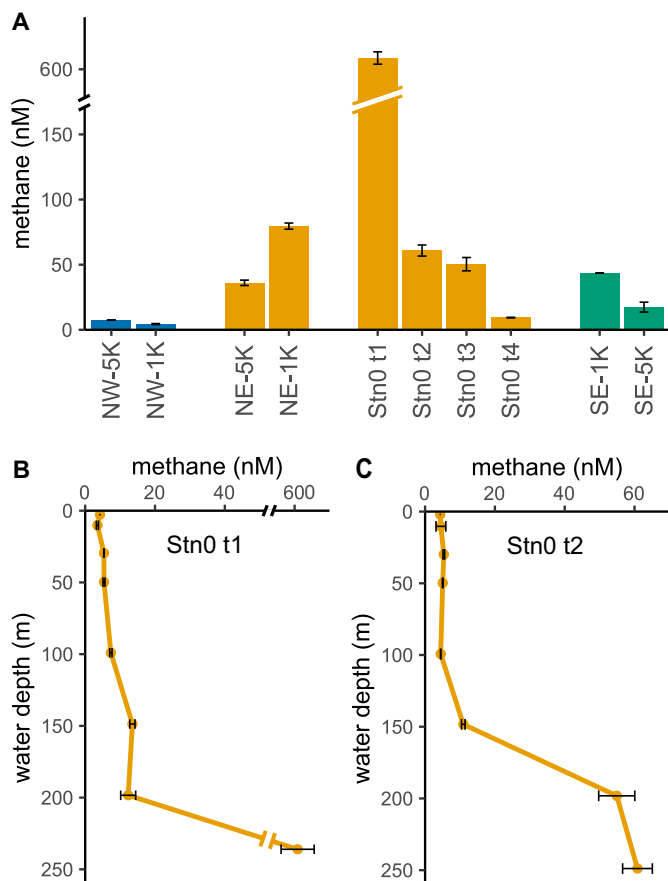 A
methane (nM)
600
150
100
50
0
NW-5K
NW-1K
NE-5K
NE-1K
Stn0 t1
Stn0 t2
Stn0 t3
Stn0 t4
SE-1K
SE-5K
B
methane (nM)
0 20 40 600
Stn0 t1
water depth (m)
0
50
100
150
200
250
C
methane (nM)
0 20 40 60
Stn0 t2
water depth (m)
0
50
100
150
200
250